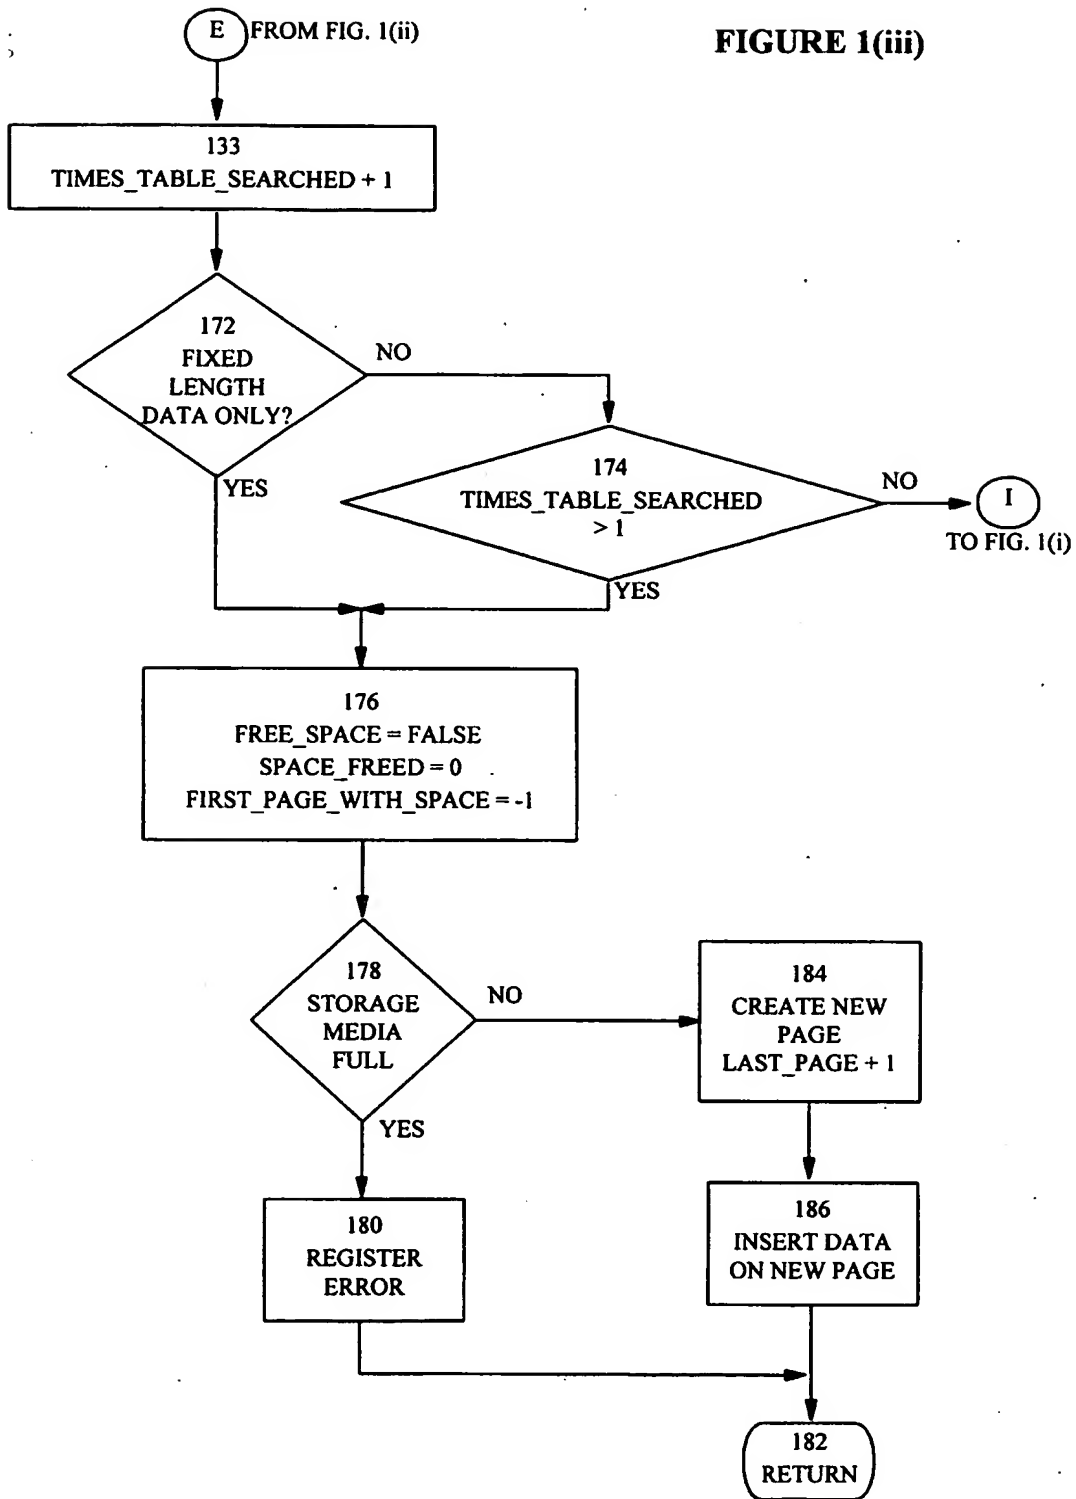 E FROM FIG. 1(ii)
FIGURE 1(iii)
133
TIMES_TABLE_SEARCHED + 1
172
FIXED
LENGTH
DATA ONLY?
NO
YES
174
TIMES_TABLE_SEARCHED
> 1
NO
I
TO FIG. 1(i)
YES
176
FREE_SPACE = FALSE
SPACE_FREED = 0
FIRST_PAGE_WITH_SPACE = -1
178
STORAGE
MEDIA
FULL
NO
YES
184
CREATE NEW
PAGE
LAST_PAGE + 1
180
REGISTER
ERROR
186
INSERT DATA
ON NEW PAGE
182
RETURN